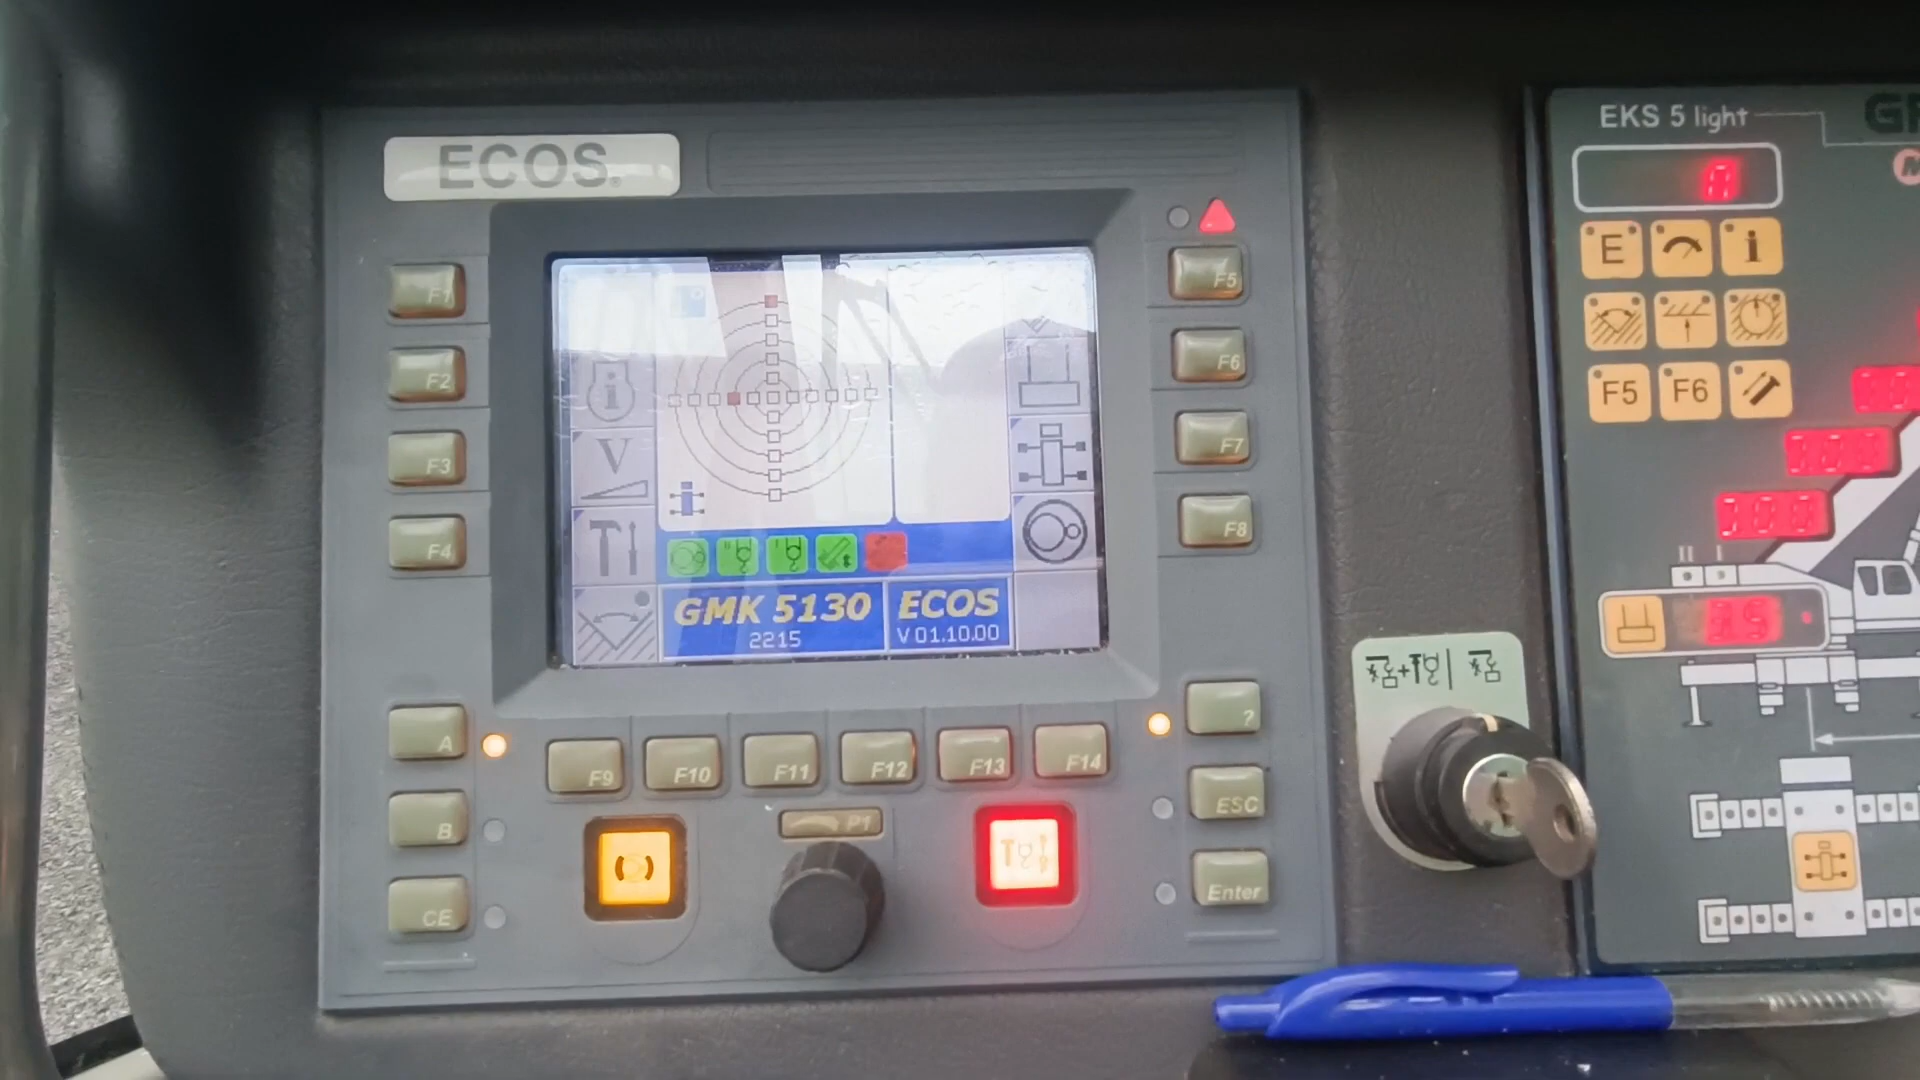 ECOS.
EKS 5 light
F1
F2
F3
F4
F5
F6
F7
F8
i
V
GMK 5130
2215
ECOS
V 01.10.00
A
B
CE
F9
F10
F11
F12
F13
F14
?
ESC
Enter
P1
E
i
F5
F6
II I